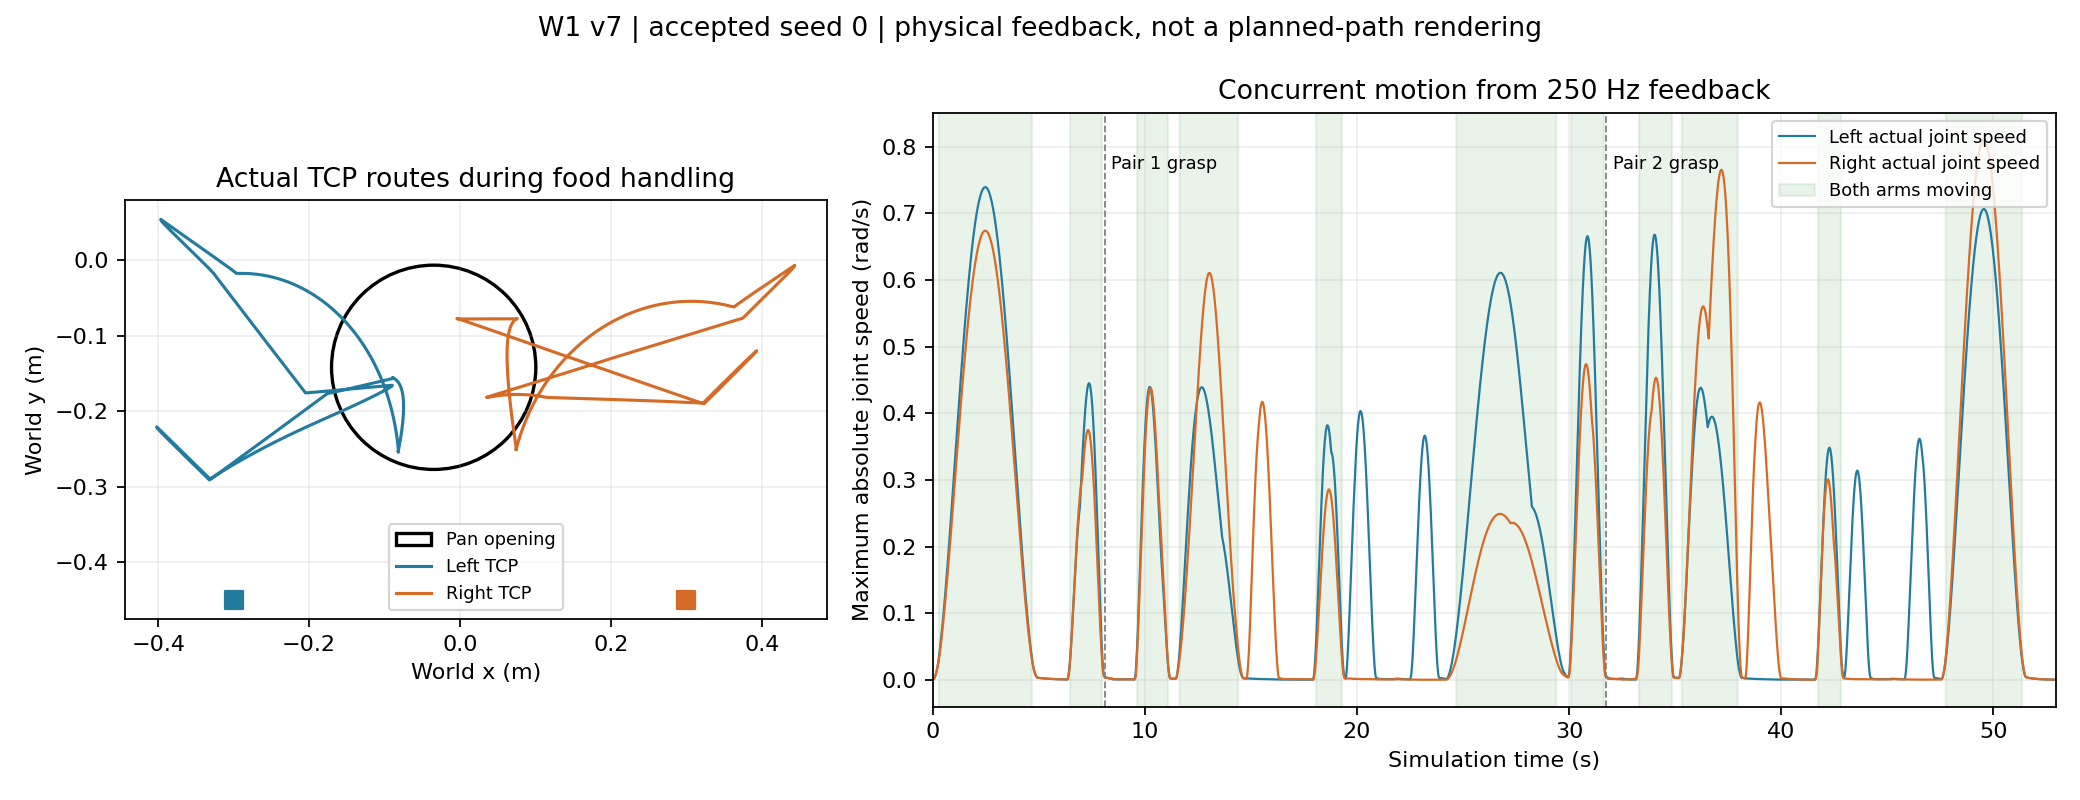 W1 v7 | accepted seed 0 | physical feedback, not a planned-path rendering
Actual TCP routes during food handling
World y (m)
0.0
−0.1
−0.2
−0.3
−0.4
−0.4
−0.2
0.0
0.2
0.4
World x (m)
Pan opening
Left TCP
Right TCP
Concurrent motion from 250 Hz feedback
Maximum absolute joint speed (rad/s)
0.8
0.7
0.6
0.5
0.4
0.3
0.2
0.1
0.0
0
10
20
30
40
50
Simulation time (s)
Pair 1 grasp
Pair 2 grasp
Left actual joint speed
Right actual joint speed
Both arms moving